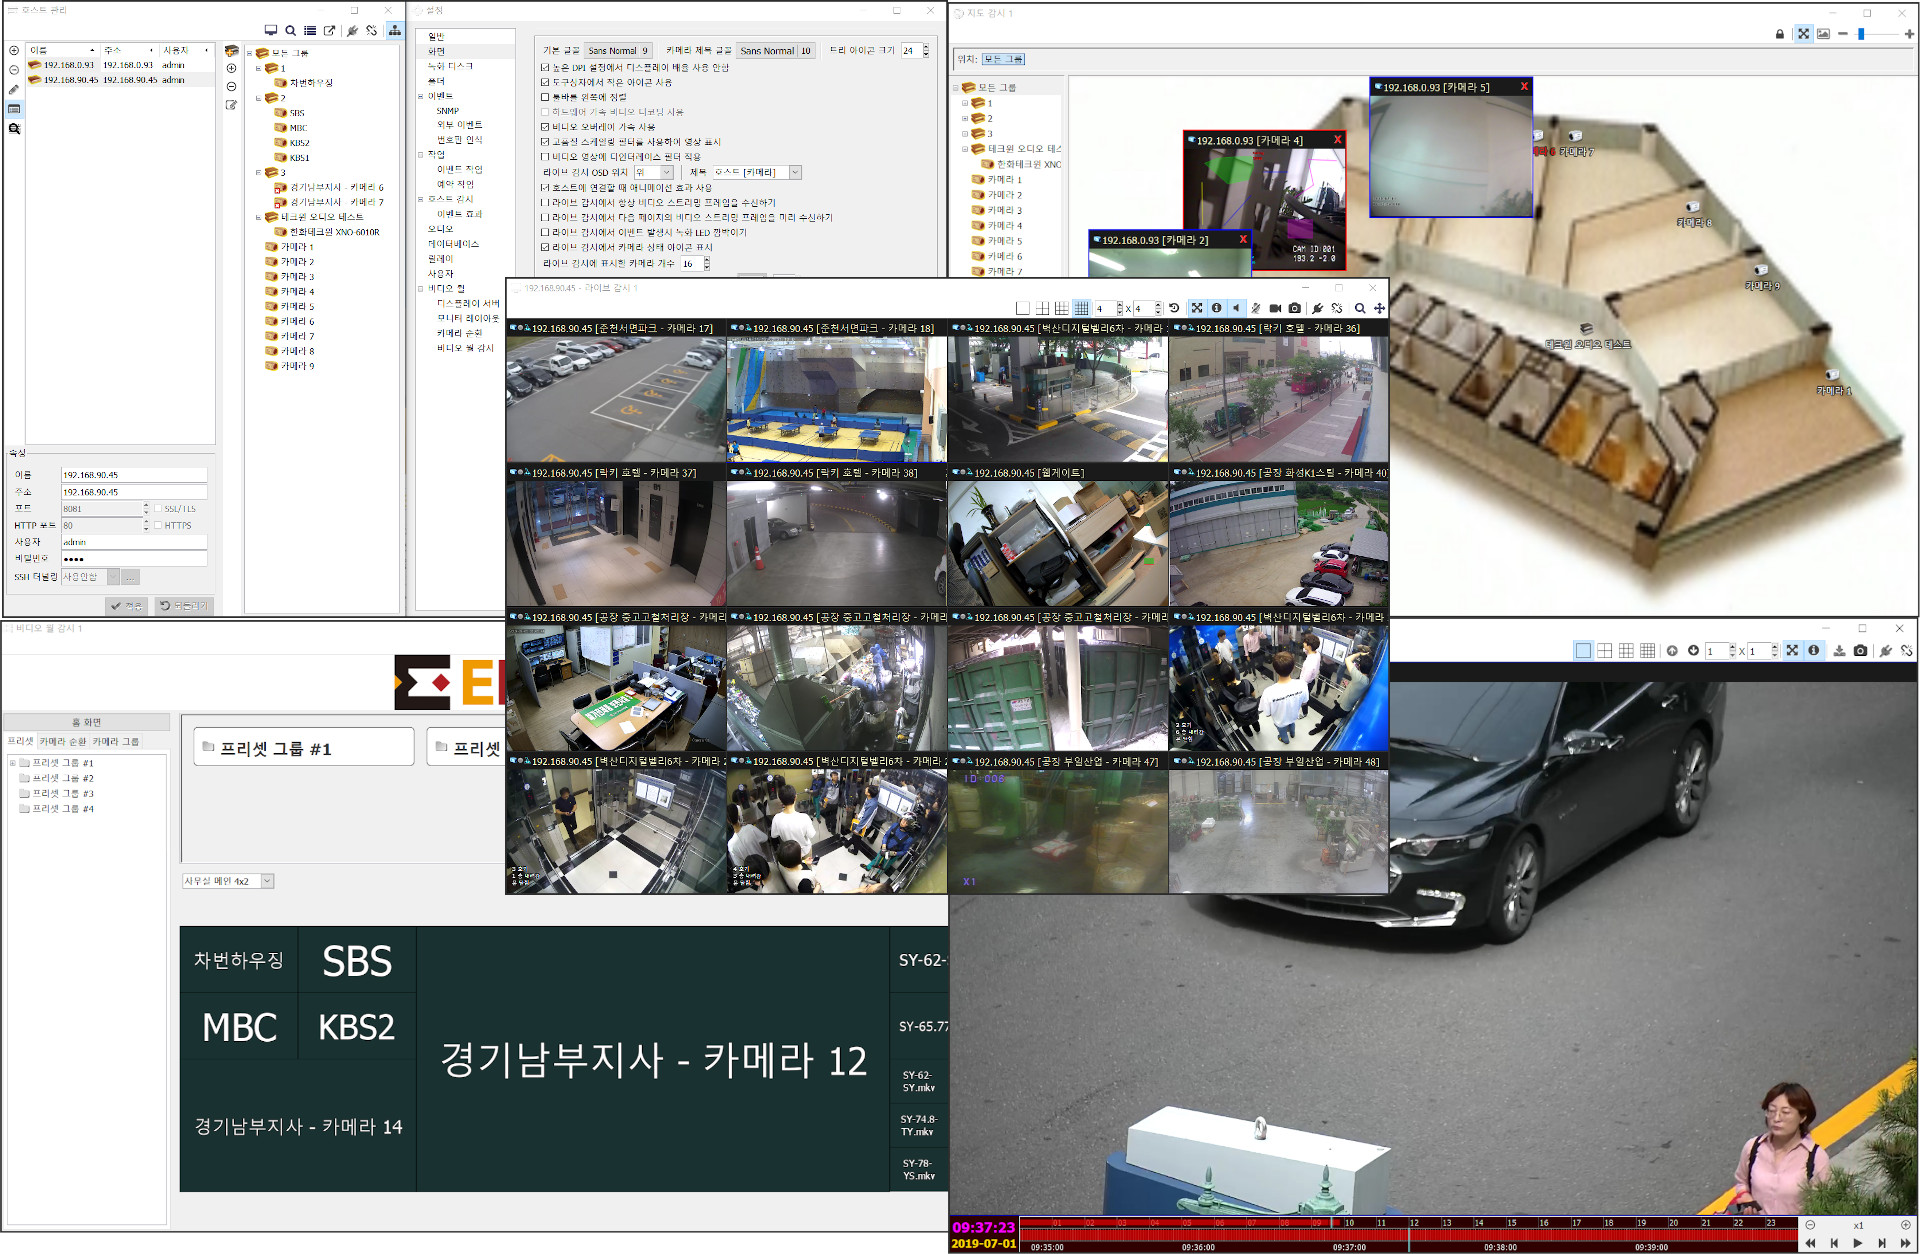 호스트 관리
이름 주소 사용자
192.168.0.93 192.168.0.93 admin
192.168.90.45 192.168.90.45 admin
모든 그룹
1
차번하우징
2
SBS
MBC
KBS2
KBS1
3
경기남부지사 - 카메라 6
경기남부지사 - 카메라 7
테크윈 오디오 테스트
한화테크윈 XNO-6010R
카메라 1
카메라 2
카메라 3
카메라 4
카메라 5
카메라 6
카메라 7
카메라 8
카메라 9
속성
이름 192.168.90.45
주소 192.168.90.45
포트 8081 SSL/TLS
HTTP 포트 80 HTTPS
사용자 admin
비밀번호 ●●●●
SSH 터널링 사용안함 ...
적용 되돌리기
설정
일반
화면
녹화 디스크
폴더
이벤트
SNMP
외부 이벤트
번호판 인식
작업
이벤트 작업
예약 작업
호스트 감시
이벤트 효과
오디오
데이터베이스
릴레이
사용자
비디오 월
디스플레이 서버
모니터 레이아웃
카메라 순환
비디오 월 감시
기본 글꼴 Sans Normal 9 카메라 제목 글꼴 Sans Normal 10 트리 아이콘 크기 24
높은 DPI 설정에서 디스플레이 배율 사용 안함
도구상자에서 작은 아이콘 사용
툴바를 왼쪽에 정렬
하드웨어 가속 비디오 디코딩 사용
비디오 오버레이 가속 사용
고품질 스케일링 필터를 사용하여 영상 표시
비디오 영상에 디인터레이스 필터 적용
라이브 감시 OSD 위치 위 제목 호스트 [카메라]
호스트에 연결할 때 애니메이션 효과 사용
라이브 감시에서 항상 비디오 스트리밍 프레임을 수신하기
라이브 감시에서 다음 페이지의 비디오 스트리밍 프레임을 미리 수신하기
라이브 감시에서 이벤트 발생시 녹화 LED 깜박이기
라이브 감시에서 카메라 상태 아이콘 표시
라이브 감시에 표시할 카메라 개수 16
지도 감시 1
위치: 모든 그룹
모든 그룹
1
2
3
테크윈 오디오 테스
한화테크윈 XNO
카메라 1
카메라 2
카메라 3
카메라 4
카메라 5
카메라 6
카메라 7
192.168.0.93 [카메라 5] X
192.168.0.93 [카메라 4] X
CAM ID:001
193.2 -2.0
192.168.0.93 [카메라 2] X
카메라 7
카메라 8
카메라 9
테크윈 오디오 테스트
카메라 1
192.168.90.45 - 라이브 감시 1
4 x 4
192.168.90.45 [준천서면파크 - 카메라 17]
192.168.90.45 [준천서면파크 - 카메라 18]
192.168.90.45 [벽산디지털벨리6차 - 카메라
192.168.90.45 [락키 호텔 - 카메라 36]
192.168.90.45 [락키 호텔 - 카메라 37]
192.168.90.45 [락키 호텔 - 카메라 38]
192.168.90.45 [웹게이트]
192.168.90.45 [공장 화성K1스틸 - 카메라 40]
192.168.90.45 [공장 중고고철처리장 - 카메라
192.168.90.45 [공장 중고고철처리장 - 카메라
192.168.90.45 [공장 중고고철처리장 - 카메라
192.168.90.45 [벽산디지털벨리6차 - 카메라
192.168.90.45 [벽산디지털벨리6차 - 카메라 2
192.168.90.45 [벽산디지털벨리6차 - 카메라 2
192.168.90.45 [공장 부일산업 - 카메라 47]
192.168.90.45 [공장 부일산업 - 카메라 48]
ID 008
X1
비디오 월 감시 1
홈 화면
프리셋 카메라 순환 카메라 그룹
프리셋 그룹 #1
프리셋 그룹 #2
프리셋 그룹 #3
프리셋 그룹 #4
프리셋 그룹 #1
프리셋
사무실 메인 4x2
차번하우징
SBS
MBC
KBS2
경기남부지사 - 카메라 14
경기남부지사 - 카메라 12
SY-62-
SY-65.77
SY-62-
SY.mkv
SY-74.8-
TY.mkv
SY-78-
YS.mkv
1 x 1
09:37:23
2019-07-01
01 02 03 04 05 06 07 08 09 10 11 12 13 14 15 16 17 18 19 20 21 22 23
09:35:00 09:36:00 09:37:00 09:38:00 09:39:00
x1